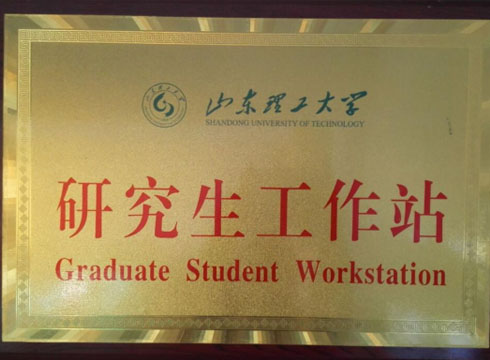 山东理工大学
SHANDONG UNIVERSITY OF TECHNOLOGY
研究生工作站
Graduate Student Workstation